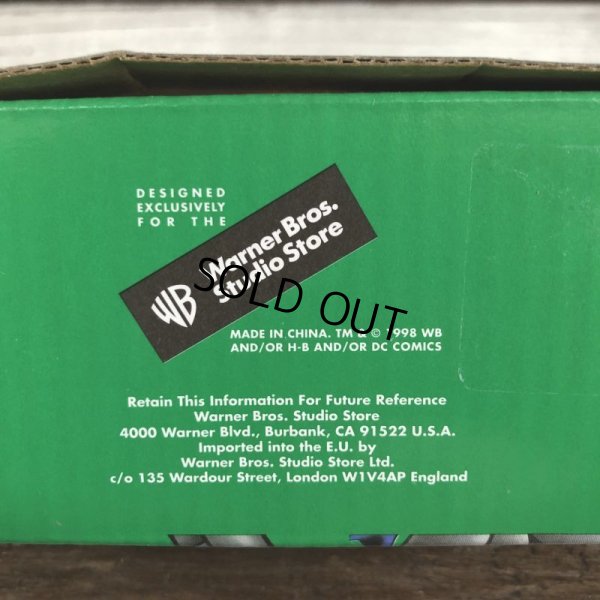 DESIGNED
EXCLUSIVELY
FOR THE
WB
Warner Bros.
Studio Store
SOLD OUT
MADE IN CHINA. TM & © 1998 WB
AND/OR H-B AND/OR DC COMICS
Retain This Information For Future Reference
Warner Bros. Studio Store
4000 Warner Blvd., Burbank, CA 91522 U.S.A.
Imported into the E.U. by
Warner Bros. Studio Store Ltd.
c/o 135 Wardour Street, London W1V4AP England